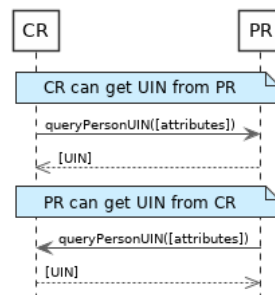 CR
PR
CR can get UIN from PR
queryPersonUIN([attributes])
[UIN]
PR can get UIN from CR
queryPersonUIN([attributes])
[UIN]